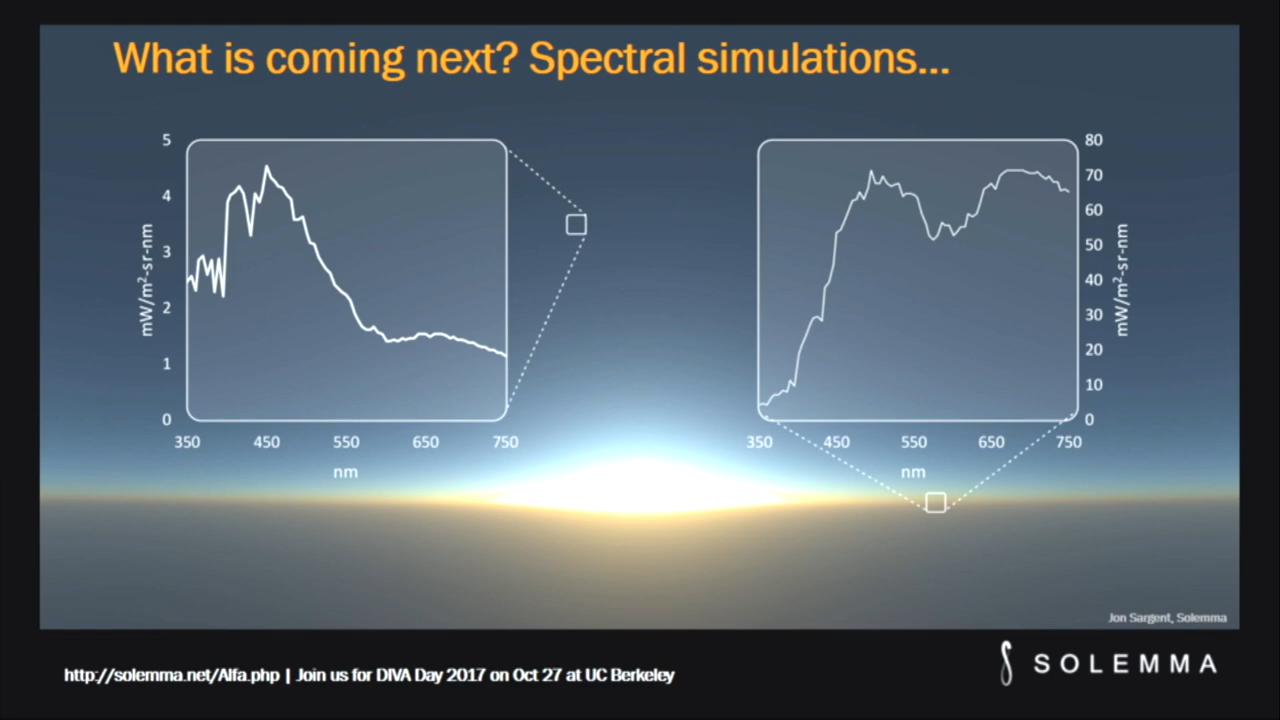 What is coming next? Spectral simulations...
5
4
3
2
1
0
mW/m²-sr-nm
350 450 550 650 750
nm
80
70
60
50
40
30
20
10
0
mW/m²-sr-nm
350 450 550 650 750
nm
Jon Sargent, Solemma
http://solemma.net/Alfa.php | Join us for DIVA Day 2017 on Oct 27 at UC Berkeley
SOLEMMA